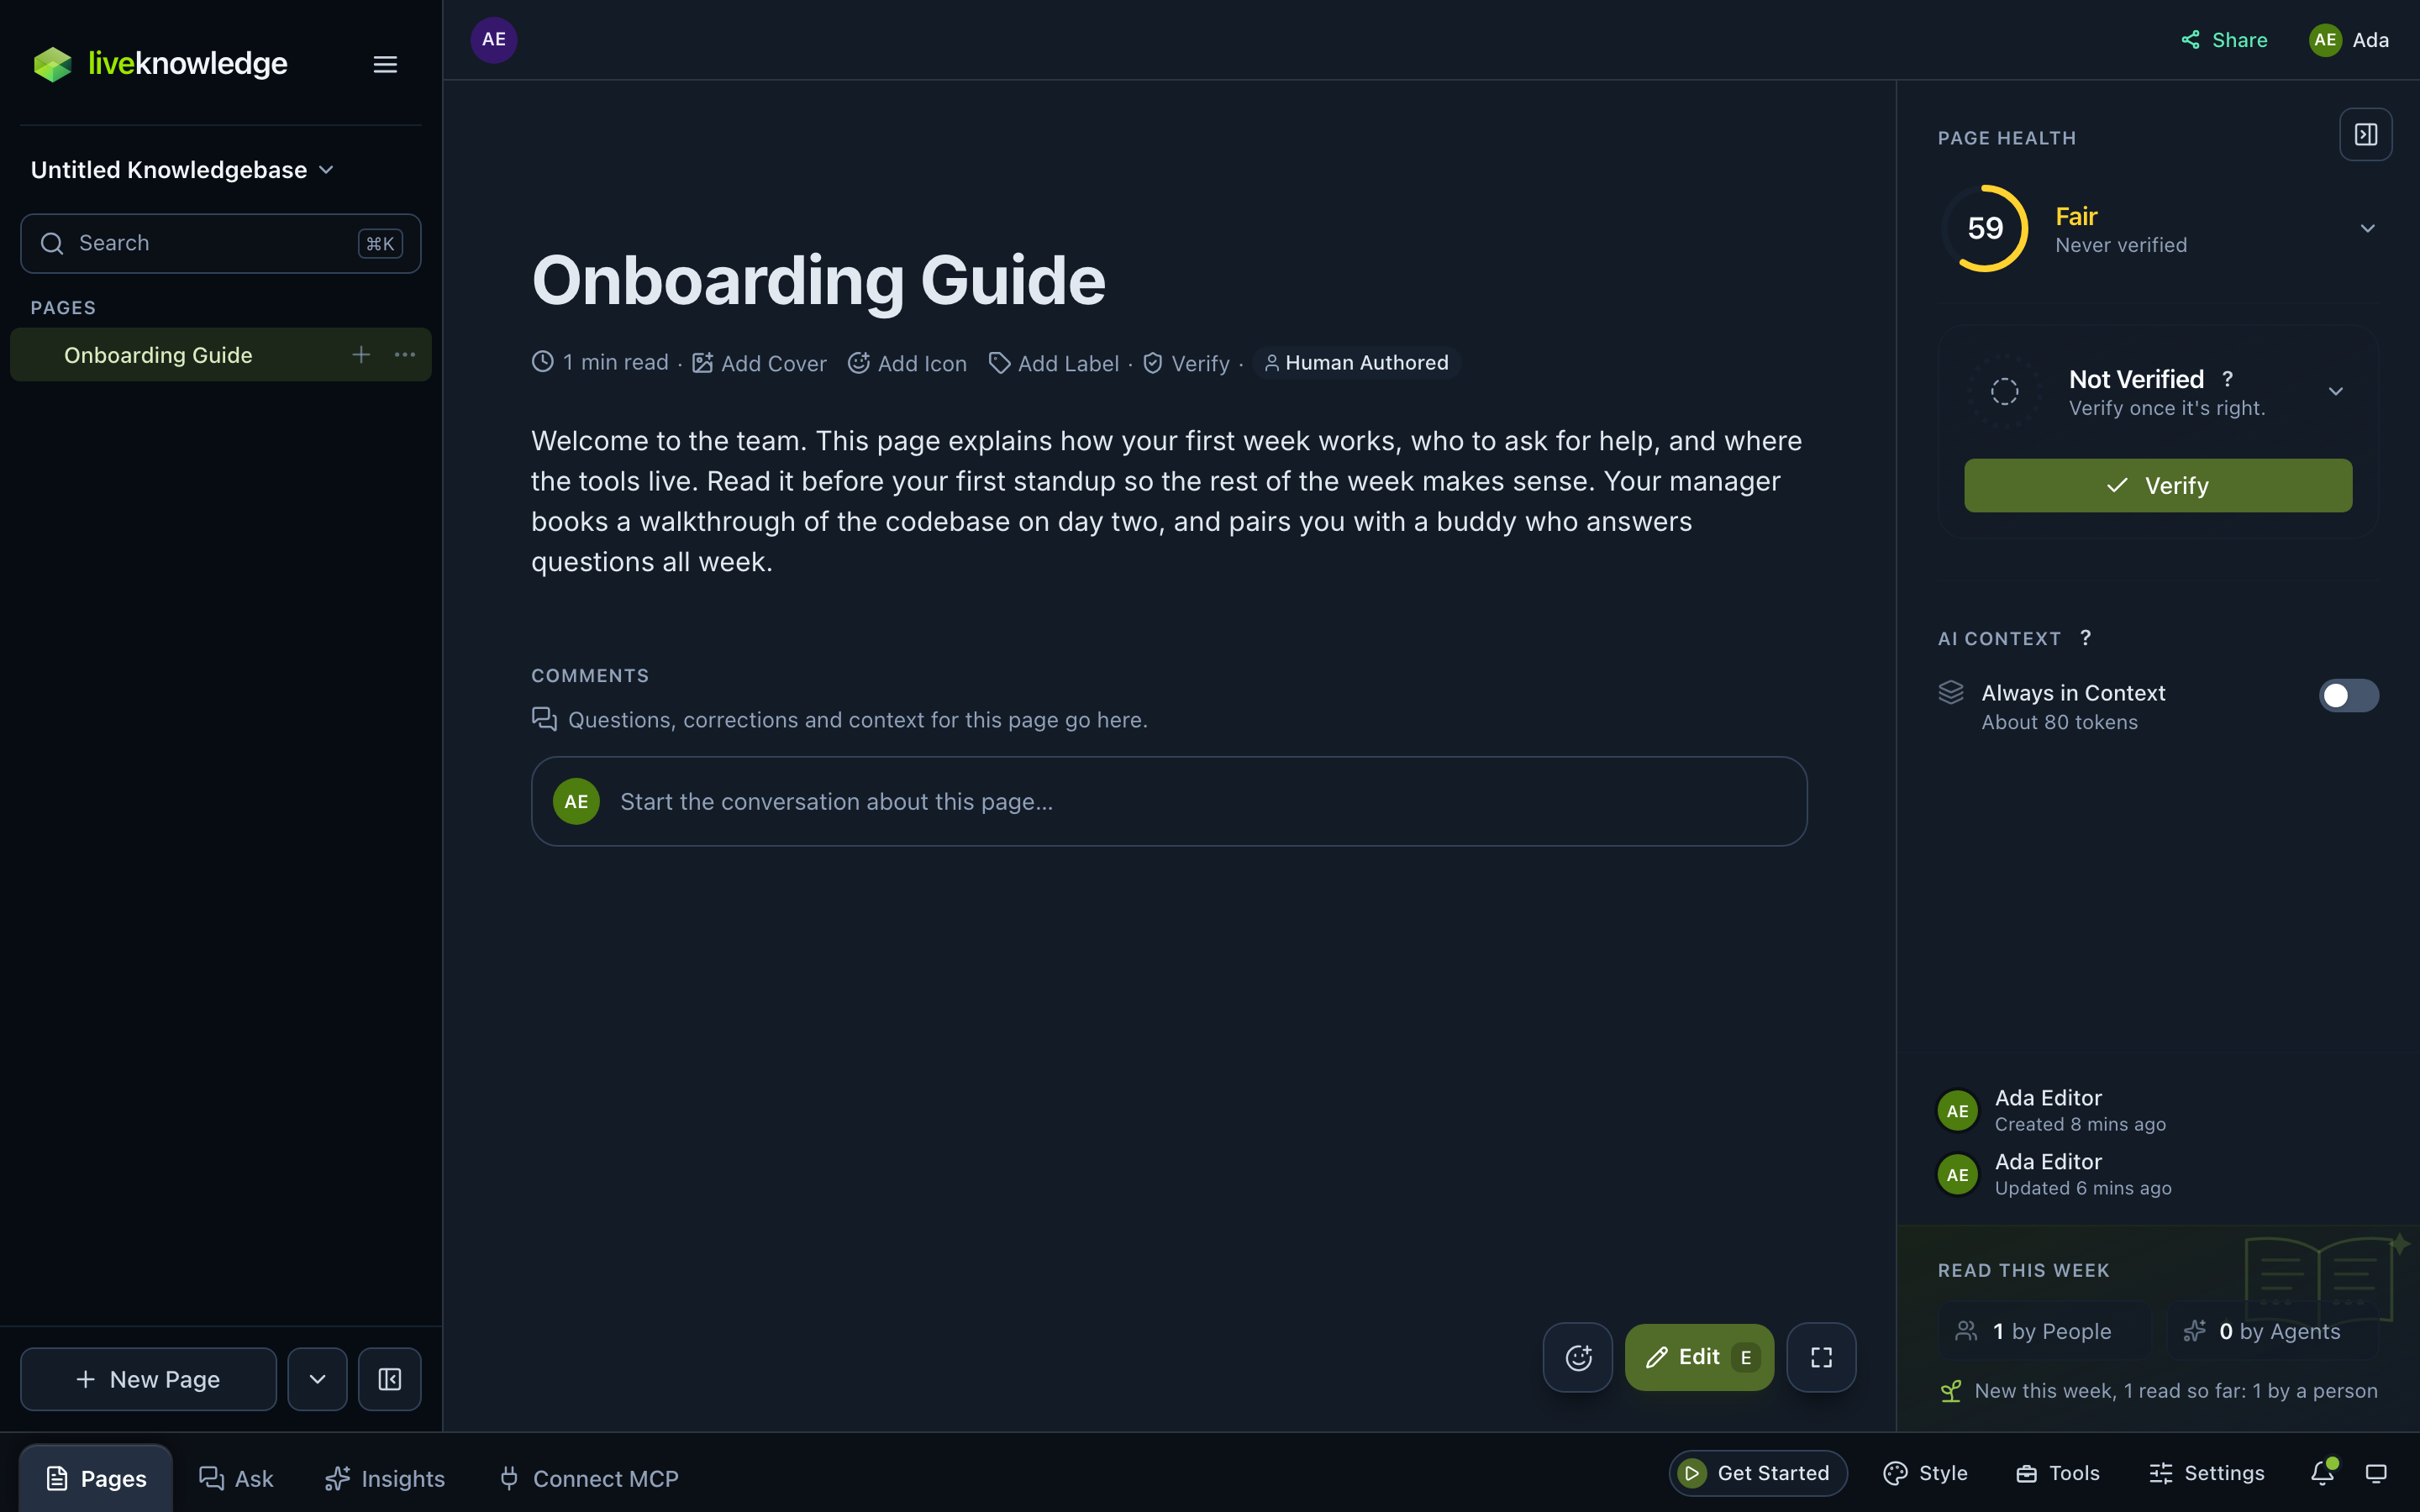 liveknowledge
Untitled Knowledgebase
Search
⌘K
PAGES
Onboarding Guide
New Page
AE
Share
AE
Ada
Onboarding Guide
1 min read · Add Cover Add Icon Add Label · Verify · Human Authored
Welcome to the team. This page explains how your first week works, who to ask for help, and where
the tools live. Read it before your first standup so the rest of the week makes sense. Your manager
books a walkthrough of the codebase on day two, and pairs you with a buddy who answers
questions all week.
COMMENTS
Questions, corrections and context for this page go here.
AE
Start the conversation about this page...
Edit E
PAGE HEALTH
59
Fair
Never verified
Not Verified ?
Verify once it's right.
Verify
AI CONTEXT ?
Always in Context
About 80 tokens
AE
Ada Editor
Created 8 mins ago
AE
Ada Editor
Updated 6 mins ago
READ THIS WEEK
1 by People
0 by Agents
New this week, 1 read so far: 1 by a person
Pages
Ask
Insights
Connect MCP
Get Started
Style
Tools
Settings